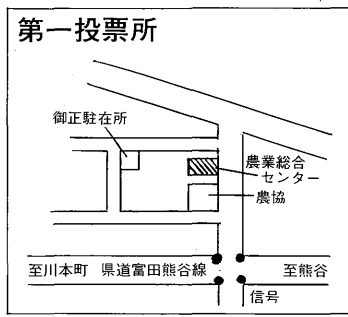 第一投票所
御正駐在所
農業総合
センター
農協
至川本町 県道富田熊谷線 至熊谷
信号